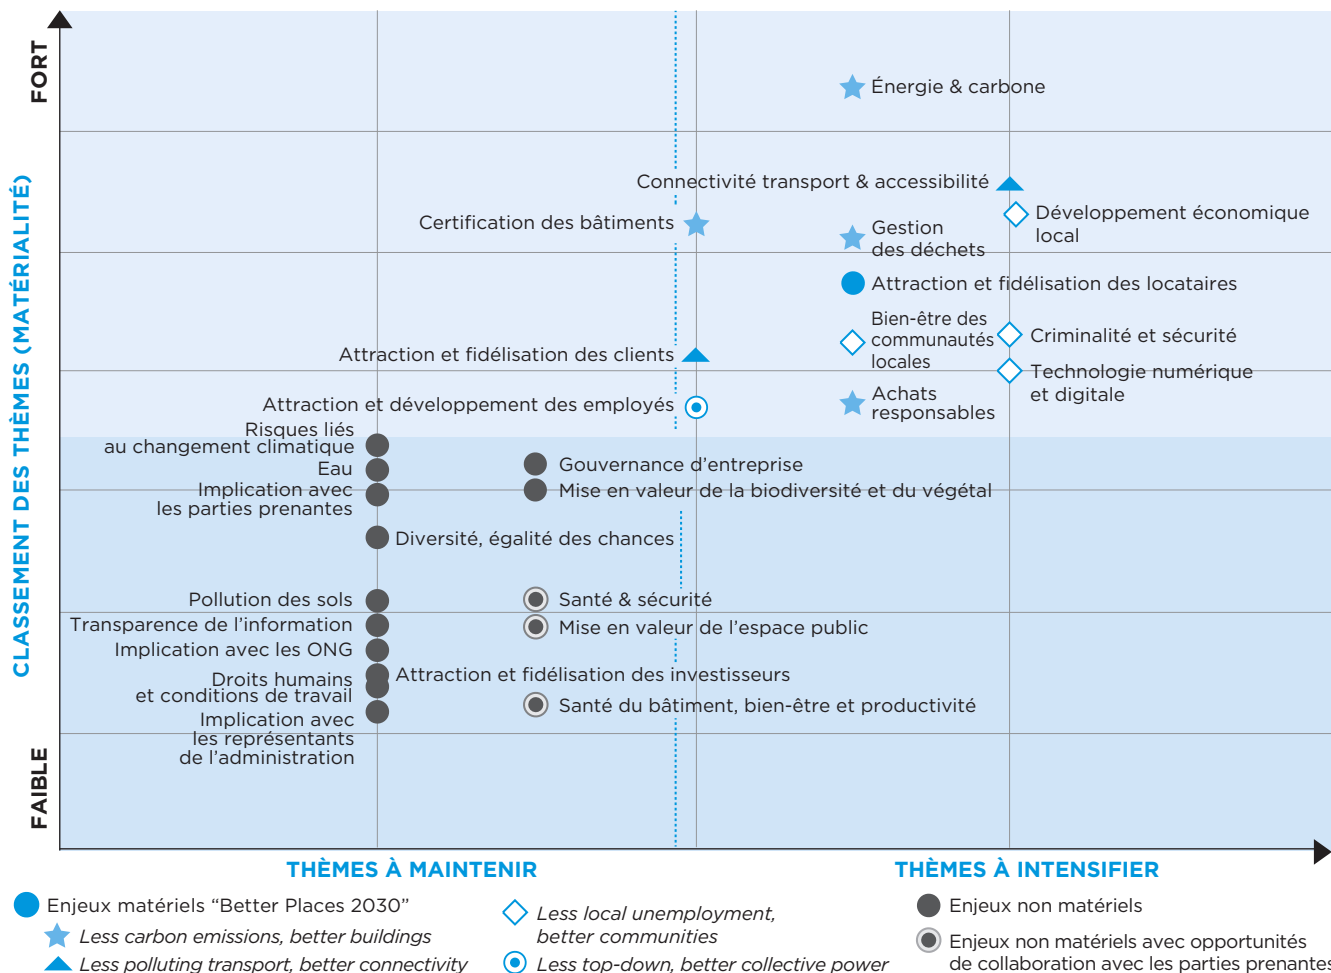 FORT
CLASSEMENT DES THÈMES (MATÉRIALITÉ)
FAIBLE
Énergie & carbone
Connectivité transport & accessibilité
Développement économique
local
Certification des bâtiments
Gestion
des déchets
Attraction et fidélisation des locataires
Bien-être des
communautés
locales
Criminalité et sécurité
Attraction et fidélisation des clients
Technologie numérique
et digitale
Attraction et développement des employés
Achats
responsables
Risques liés
au changement climatique
Eau
Gouvernance d’entreprise
Implication avec
les parties prenantes
Mise en valeur de la biodiversité et du végétal
Diversité, égalité des chances
Pollution des sols
Santé & sécurité
Transparence de l’information
Mise en valeur de l’espace public
Implication avec les ONG
Attraction et fidélisation des investisseurs
Droits humains
et conditions de travail
Santé du bâtiment, bien-être et productivité
Implication avec
les représentants
de l’administration
THÈMES À MAINTENIR
THÈMES À INTENSIFIER
Enjeux matériels “Better Places 2030”
Less carbon emissions, better buildings
Less polluting transport, better connectivity
Less local unemployment,
better communities
Less top-down, better collective power
Enjeux non matériels
Enjeux non matériels avec opportunités
de collaboration avec les parties prenantes